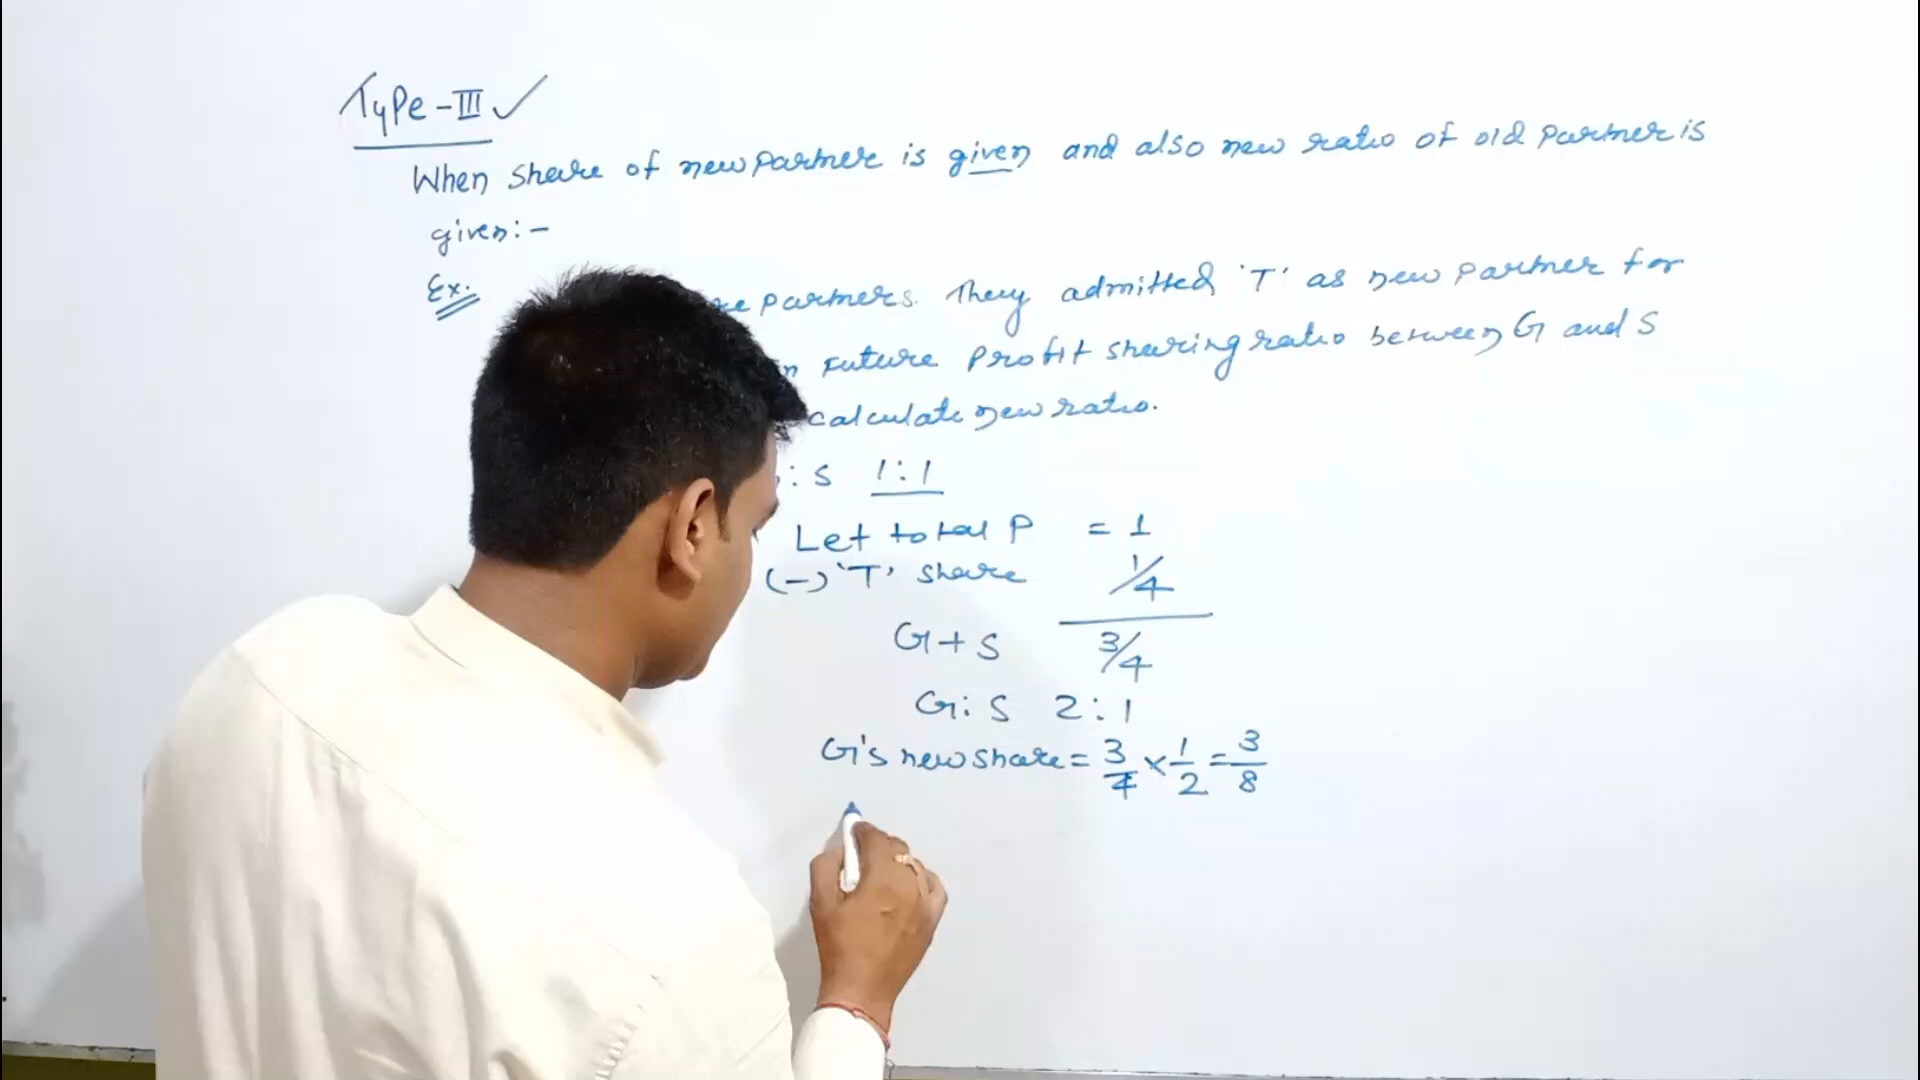 Type-III ✓
When share of new partner is given and also new ratio of old partner is
given:-
Ex. partners. They admitted 'T' as new partner for
future profit sharing ratio between G and S
calculate new ratio.
: S 1:1
Let total P = 1
(-) 'T' share 1/4
G+S 3/4
G:S 2:1
G's new share = 3/4 × 1/2 = 3/8